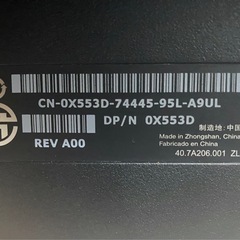 CN-0X553D-74445-95L-A9UL
DP/N 0X553D
REV A00
制造地: 中国
Made in Zhongshan, China
Fabricado en China
40.7A206.001 ZL